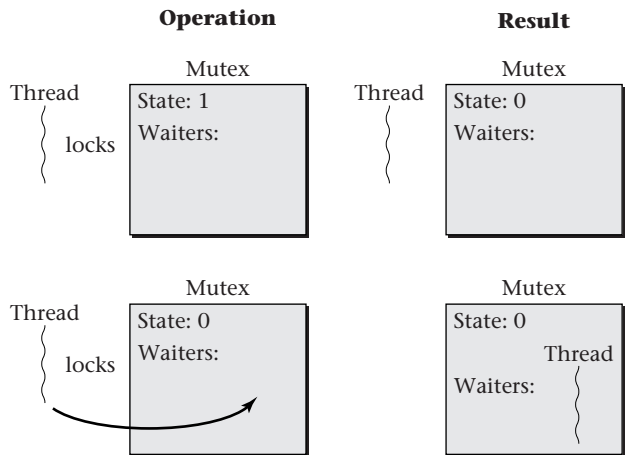 Operation
Result
Mutex
Mutex
Thread
State: 1
Thread
State: 0
locks
Waiters:
Waiters:
Mutex
Mutex
Thread
State: 0
State: 0
locks
Waiters:
Thread
Waiters: